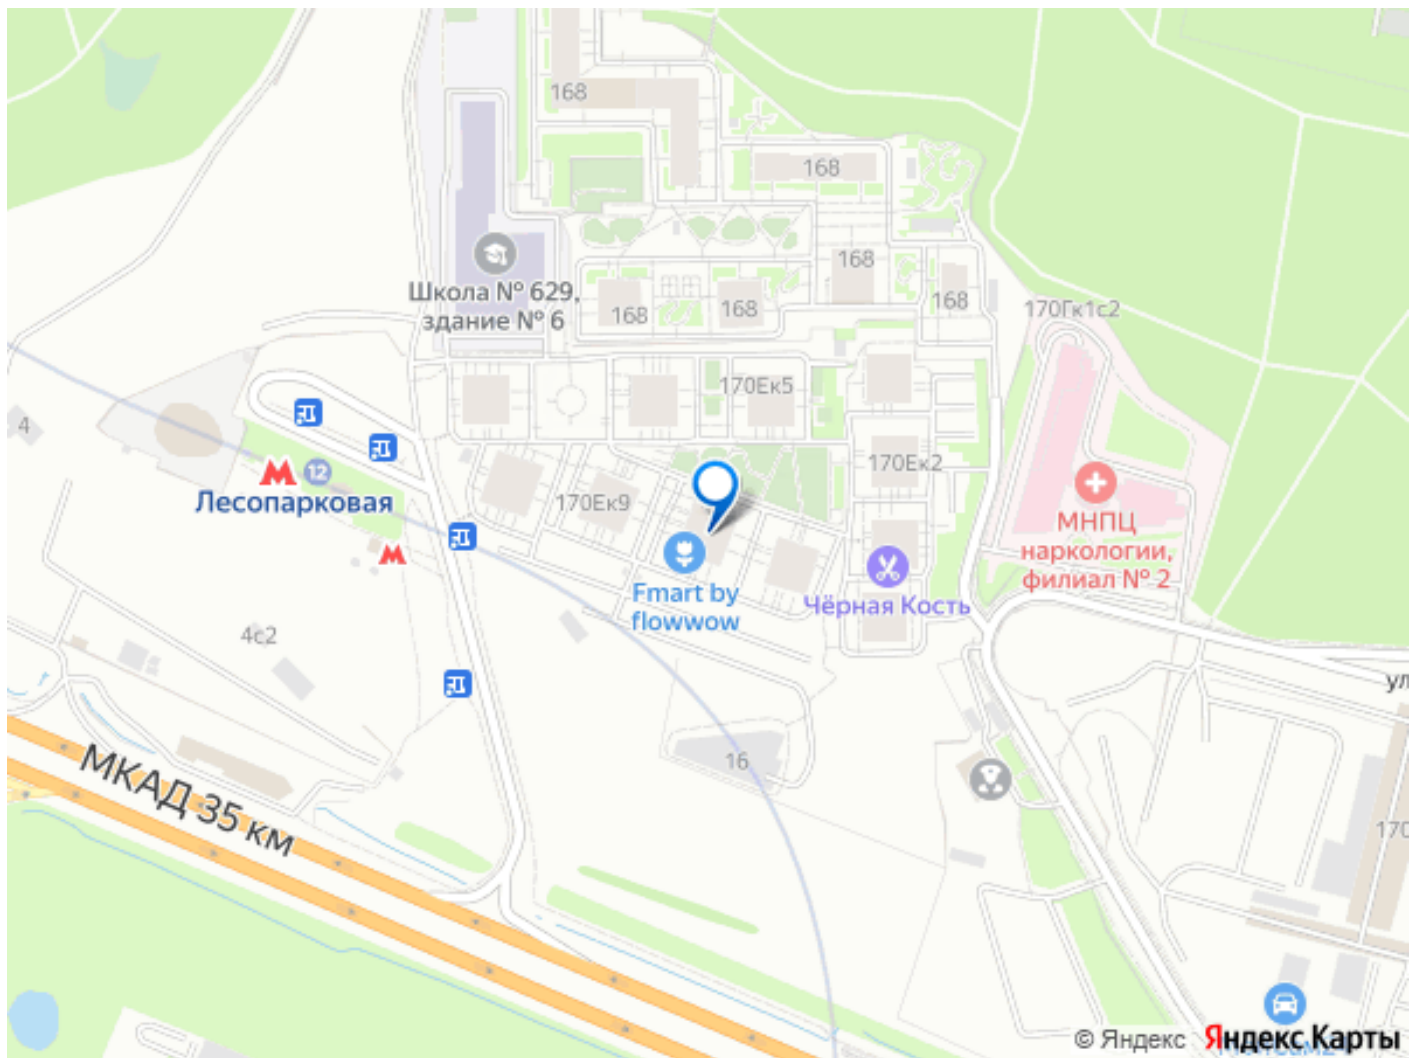 168
168
Школа № 629,
здание № 6
168
168
168
168
170Гк1с2
170Ек5
4
М
12
Лесопарковая
М
170Ек9
170Ек2
МНПЦ
наркологии,
филиал № 2
Fmart by
flowwow
Чёрная Кость
4с2
ул
16
МКАД 35 км
170
© Яндекс Яндекс Карты